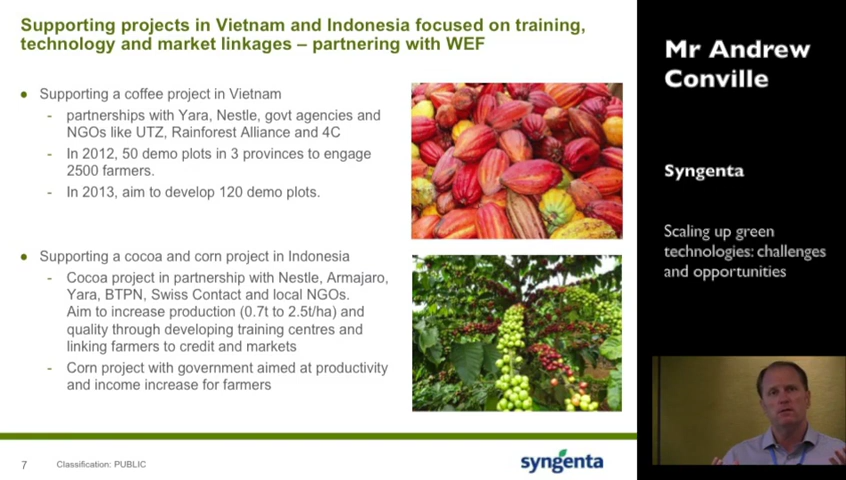 Supporting projects in Vietnam and Indonesia focused on training,
technology and market linkages – partnering with WEF
● Supporting a coffee project in Vietnam
- partnerships with Yara, Nestle, govt agencies and
NGOs like UTZ, Rainforest Alliance and 4C
- In 2012, 50 demo plots in 3 provinces to engage
2500 farmers.
- In 2013, aim to develop 120 demo plots.
● Supporting a cocoa and corn project in Indonesia
- Cocoa project in partnership with Nestle, Armajaro,
Yara, BTPN, Swiss Contact and local NGOs.
Aim to increase production (0.7t to 2.5t/ha) and
quality through developing training centres and
linking farmers to credit and markets
- Corn project with government aimed at productivity
and income increase for farmers
7
Classification: PUBLIC
syngenta
Mr Andrew
Conville
Syngenta
Scaling up green
technologies: challenges
and opportunities